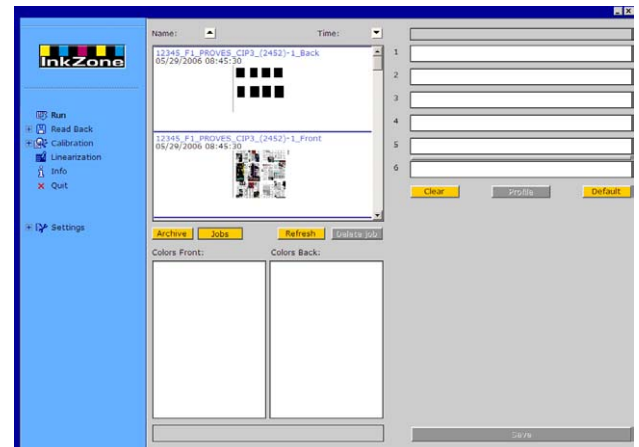 Name:
Time:
InkZone
Run
Read Back
Calibration
Linearization
Info
Quit
Settings
12345_F1_PROVES_CIP3_(2452)-1_Back
05/29/2006 08:45:30
12345_F1_PROVES_CIP3_(2452)-1_Front
05/29/2006 08:45:30
Archive
Jobs
Refresh
Delete job
Colors Front:
Colors Back:
1
2
3
4
5
6
Clear
Profile
Default
Save